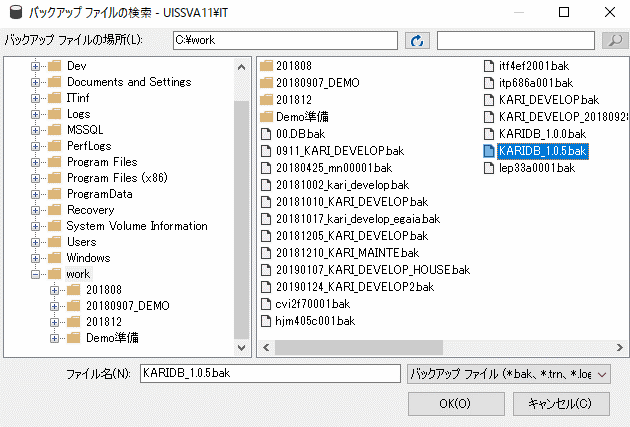 バックアップ ファイルの検索 - UISSVA11¥IT
バックアップ ファイルの場所(L):
C:¥work
Dev
Documents and Settings
ITinf
Logs
MSSQL
PerfLogs
Program Files
Program Files (x86)
ProgramData
Recovery
System Volume Information
Users
Windows
work
201808
20180907_DEMO
201812
Demo準備
201808
20180907_DEMO
201812
Demo準備
00.DB.bak
0911_KARI_DEVELOP.bak
20180425_mn00001.bak
20181002_kari_develop.bak
20181010_KARI_DEVELOP.bak
20181017_kari_develop_egaia.bak
20181205_KARI_DEVELOP.bak
20181210_KARI_MAINTE.bak
20190107_KARI_DEVELOP_HOUSE.bak
20190124_KARI_DEVELOP2.bak
cvi2f70001.bak
hjm405c001.bak
itf4ef2001.bak
itp686a001.bak
KARI_DEVELOP.bak
KARI_DEVELOP_20180928
KARIDB_1.0.0.bak
KARIDB_1.0.5.bak
lep33a0001.bak
ファイル名(N):
KARIDB_1.0.5.bak
バックアップ ファイル (*.bak、*.trn、*.log
OK(O)
キャンセル(C)